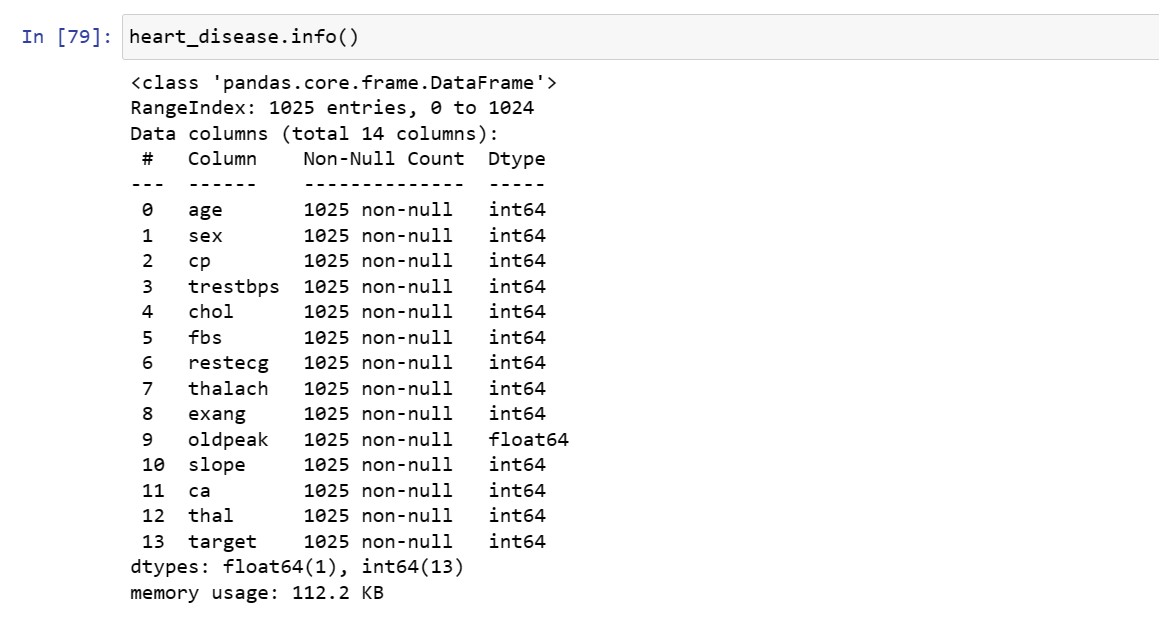 In [79]: heart_disease.info()
<class 'pandas.core.frame.DataFrame'>
RangeIndex: 1025 entries, 0 to 1024
Data columns (total 14 columns):
 #   Column    Non-Null Count  Dtype
---  ------    --------------  -----
 0   age       1025 non-null   int64
 1   sex       1025 non-null   int64
 2   cp        1025 non-null   int64
 3   trestbps  1025 non-null   int64
 4   chol      1025 non-null   int64
 5   fbs       1025 non-null   int64
 6   restecg   1025 non-null   int64
 7   thalach   1025 non-null   int64
 8   exang     1025 non-null   int64
 9   oldpeak   1025 non-null   float64
 10  slope     1025 non-null   int64
 11  ca        1025 non-null   int64
 12  thal      1025 non-null   int64
 13  target    1025 non-null   int64
dtypes: float64(1), int64(13)
memory usage: 112.2 KB